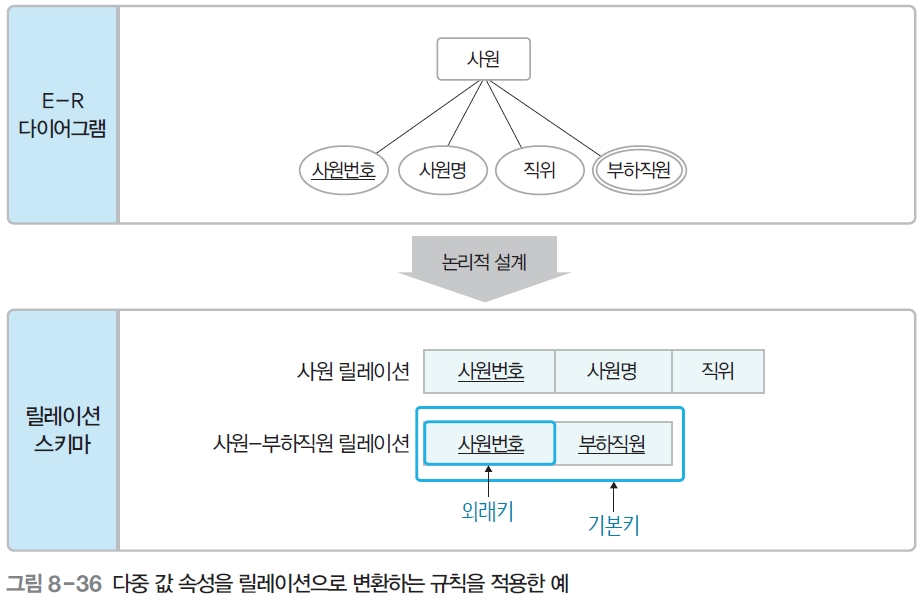 E-R
다이어그램
사원
사원번호 사원명 직위 부하직원
논리적 설계
릴레이션
스키마
사원 릴레이션 사원번호 사원명 직위
사원-부하직원 릴레이션 사원번호 부하직원
외래키
기본키
그림 8-36 다중 값 속성을 릴레이션으로 변환하는 규칙을 적용한 예